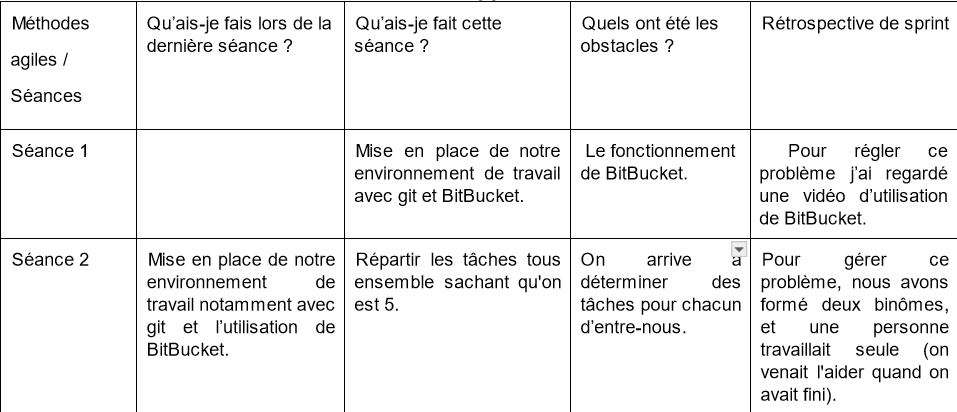 Méthodes
agiles /
Séances
Qu’ais-je fais lors de la
dernière séance ?
Qu’ais-je fait cette
séance ?
Quels ont été les
obstacles ?
Rétrospective de sprint
Séance 1
Mise en place de notre
environnement de travail
avec git et BitBucket.
Le fonctionnement
de BitBucket.
Pour régler ce
problème j’ai regardé
une vidéo d’utilisation
de BitBucket.
Séance 2
Mise en place de notre
environnement de
travail notamment avec
git et l’utilisation de
BitBucket.
Répartir les tâches tous
ensemble sachant qu'on
est 5.
On arrive à
déterminer des
tâches pour chacun
d’entre-nous.
Pour gérer ce
problème, nous avons
formé deux binômes,
et une personne
travaillait seule (on
venait l'aider quand on
avait fini).